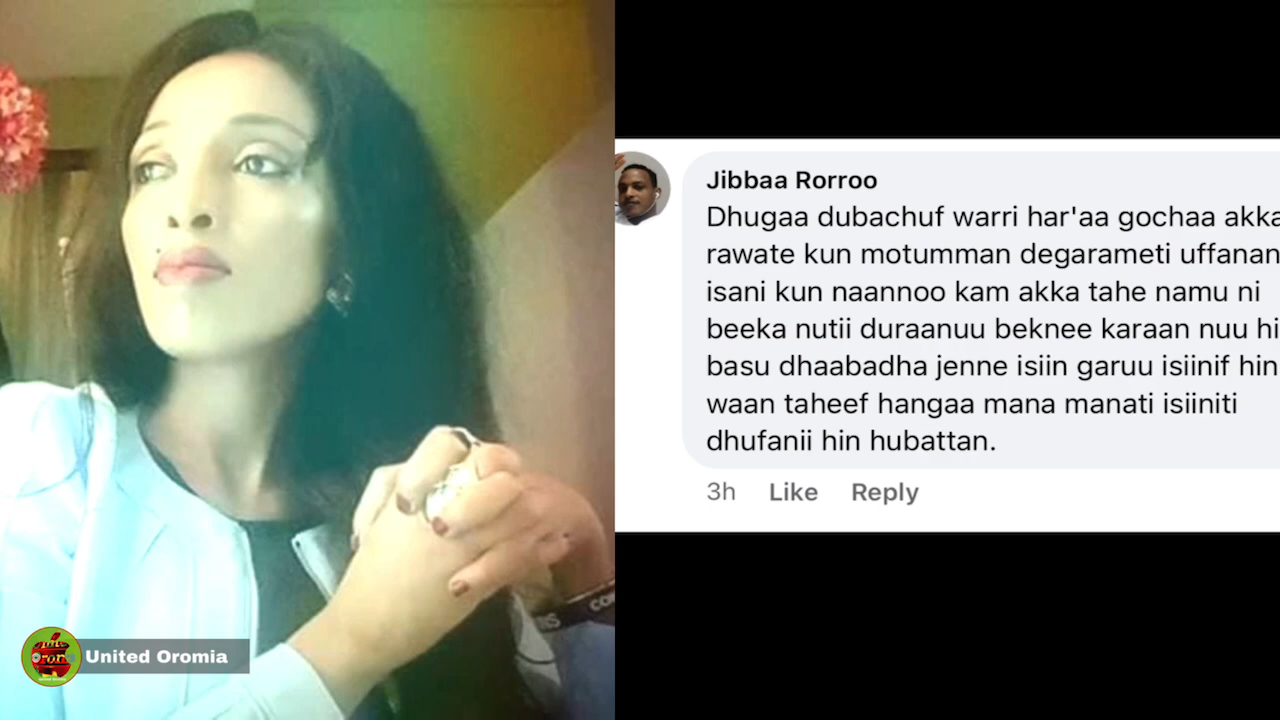 Jibbaa Rorroo
Dhugaa dubachuf warri har'aa gochaa akka
rawate kun motumman degarameti uffanan
isani kun naannoo kam akka tahe namu ni
beeka nutii duraanuu beknee karaan nuu hi
basu dhaabadha jenne isiin garuu isiinif hin
waan taheef hangaa mana manati isiiniti
dhufanii hin hubattan.
3h Like Reply
United Oromia